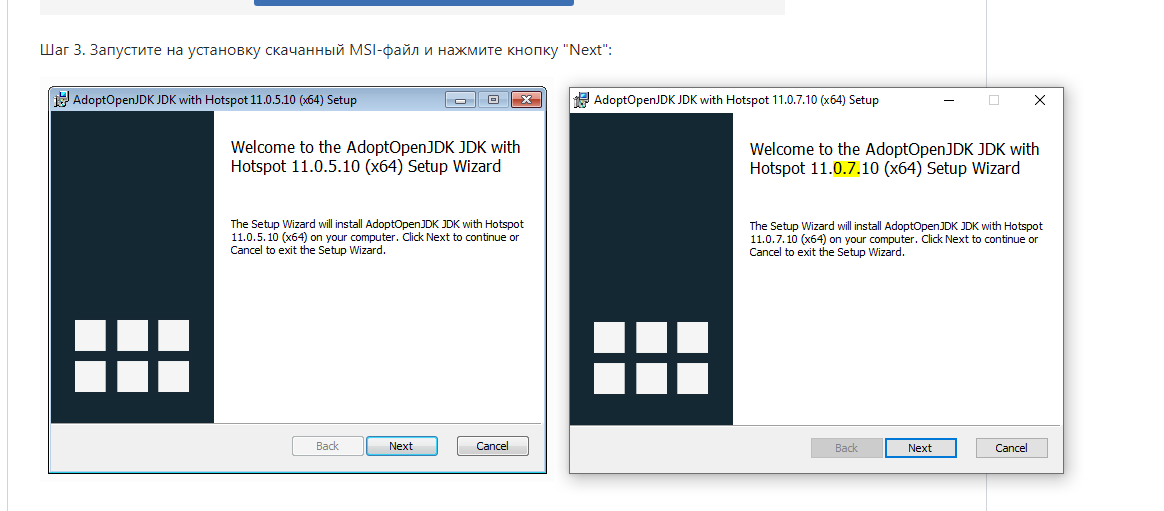 Шаг 3. Запустите на установку скачанный MSI-файл и нажмите кнопку "Next":
AdoptOpenJDK JDK with Hotspot 11.0.5.10 (x64) Setup
Welcome to the AdoptOpenJDK JDK with
Hotspot 11.0.5.10 (x64) Setup Wizard
The Setup Wizard will install AdoptOpenJDK JDK with Hotspot
11.0.5.10 (x64) on your computer. Click Next to continue or
Cancel to exit the Setup Wizard.
Back Next Cancel
AdoptOpenJDK JDK with Hotspot 11.0.7.10 (x64) Setup
Welcome to the AdoptOpenJDK JDK with
Hotspot 11.0.7.10 (x64) Setup Wizard
The Setup Wizard will install AdoptOpenJDK JDK with Hotspot
11.0.7.10 (x64) on your computer. Click Next to continue or
Cancel to exit the Setup Wizard.
Back Next Cancel